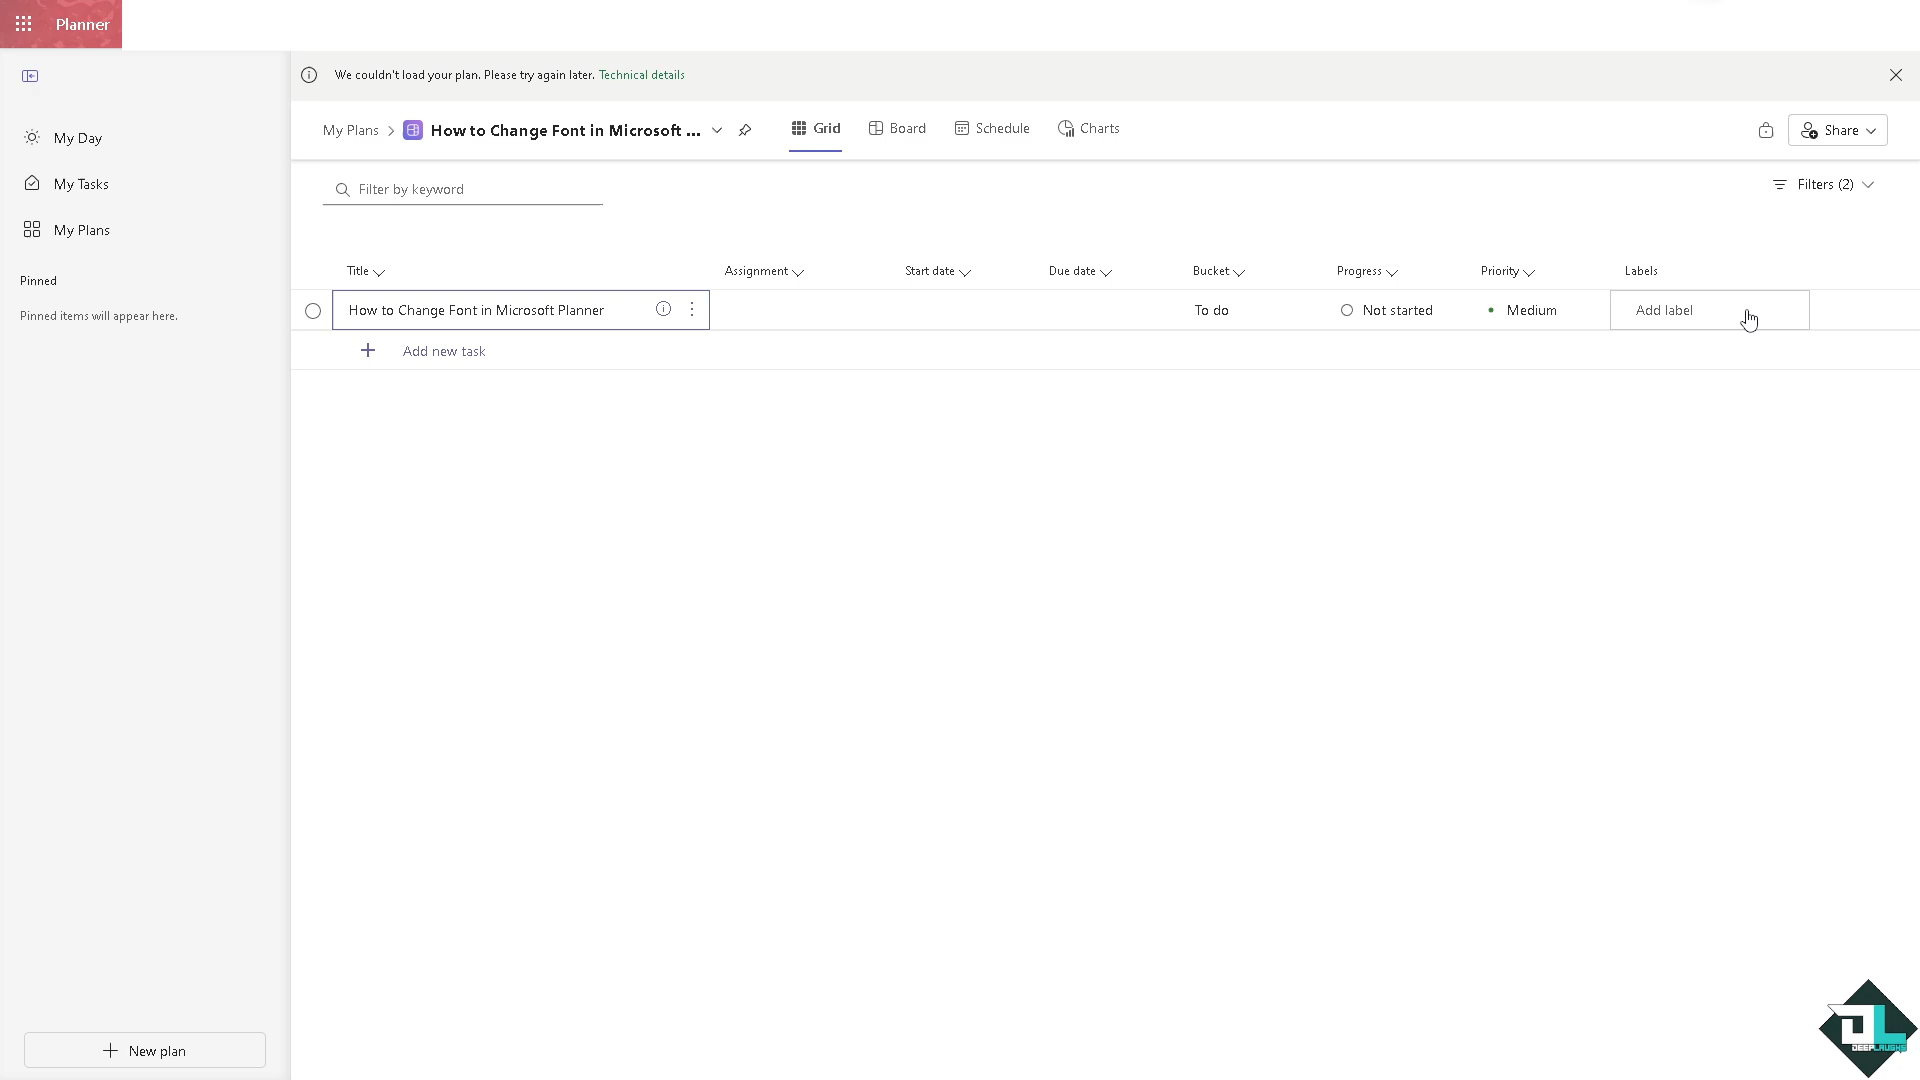 Planner
We couldn't load your plan. Please try again later. Technical details
My Plans
How to Change Font in Microsoft ...
Grid
Board
Schedule
Charts
Share
My Day
My Tasks
My Plans
Pinned
Pinned items will appear here.
Filter by keyword
Filters (2)
Title
Assignment
Start date
Due date
Bucket
Progress
Priority
Labels
How to Change Font in Microsoft Planner
To do
Not started
Medium
Add label
Add new task
New plan
DEEPLAUGHS